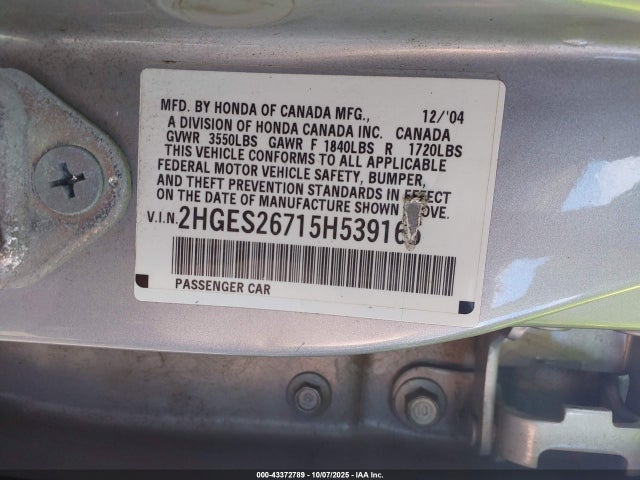 MFD. BY HONDA OF CANADA MFG., 12/'04
A DIVISION OF HONDA CANADA INC. CANADA
GVWR 3550LBS GAWR F 1840LBS R 1720LBS
THIS VEHICLE CONFORMS TO ALL APPLICABLE
FEDERAL MOTOR VEHICLE SAFETY, BUMPER,
AND THEFT PREVENTION STANDARDS IN EFFECT
ON THE DATE OF MANUFACTURE SHOWN ABOVE.
V.I.N.
PASSENGER CAR
10
000-43372789 | 10/07/2025 | IAA Inc.